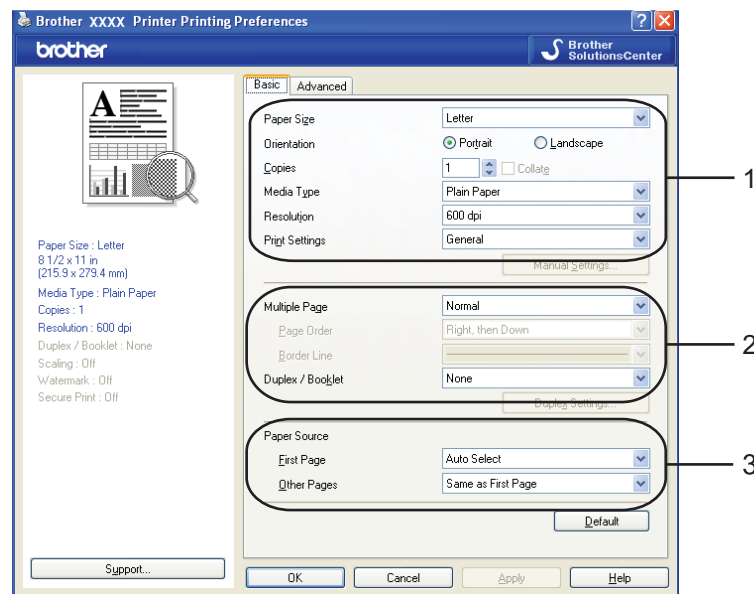 Brother XXXX Printer Printing Preferences
brother
Brother
SolutionsCenter
A
Paper Size : Letter
8 1/2 x 11 in
(215.9 x 279.4 mm)
Media Type : Plain Paper
Copies : 1
Resolution : 600 dpi
Duplex / Booklet : None
Scaling : Off
Watermark : Off
Secure Print : Off
Support...
Basic Advanced
Paper Size Letter
Orientation Portrait Landscape
Copies 1 Collate
Media Type Plain Paper
Resolution 600 dpi
Print Settings General
Manual Settings...
1
Multiple Page Normal
Page Order Right, then Down
Border Line
Duplex / Booklet None
Duplex Settings...
2
Paper Source
First Page Auto Select
Other Pages Same as First Page
3
Default
OK Cancel Apply Help